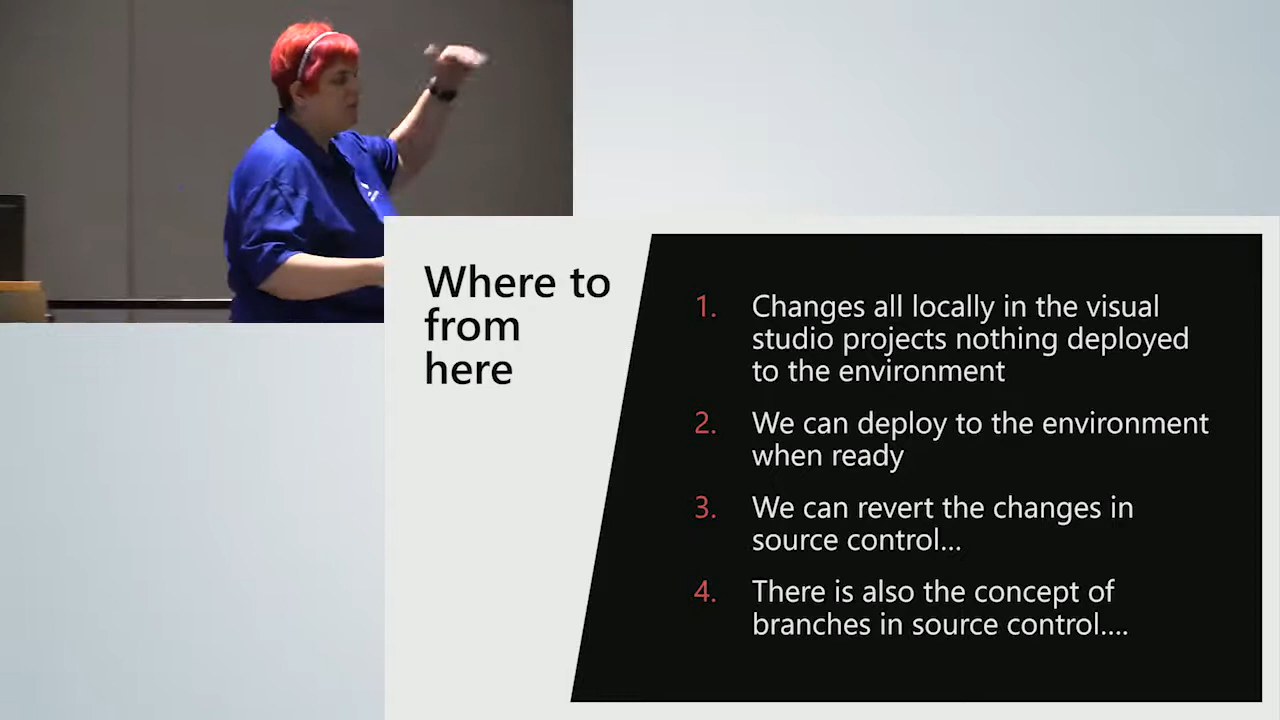 Where to
from
here
1. Changes all locally in the visual
studio projects nothing deployed
to the environment
2. We can deploy to the environment
when ready
3. We can revert the changes in
source control...
4. There is also the concept of
branches in source control....